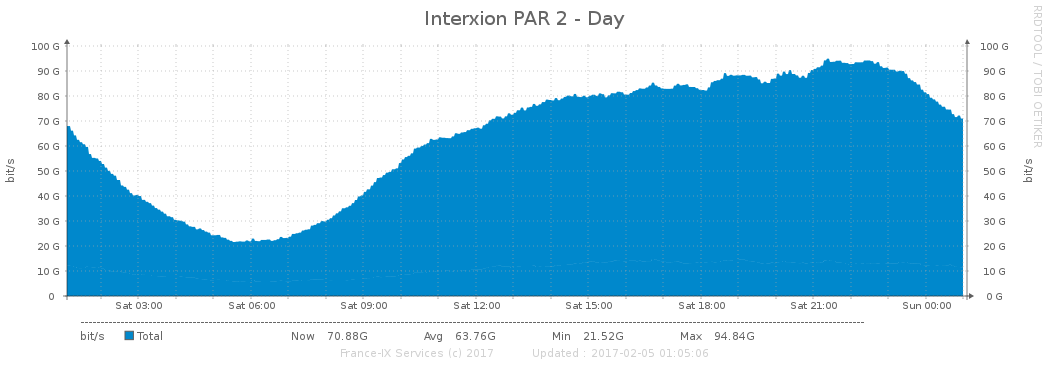 Interxion PAR 2 - Day
RRDTOOL / TOBI OETIKER
100 G 100 G
90 G 90 G
80 G 80 G
70 G 70 G
60 G 60 G
50 G 50 G
40 G 40 G
30 G 30 G
20 G 20 G
10 G 10 G
0 0 G
bit/s bit/s
Sat 03:00 Sat 06:00 Sat 09:00 Sat 12:00 Sat 15:00 Sat 18:00 Sat 21:00 Sun 00:00
bit/s Total Now 70.88G Avg 63.76G Min 21.52G Max 94.84G
France-IX Services (c) 2017 Updated : 2017-02-05 01:05:06